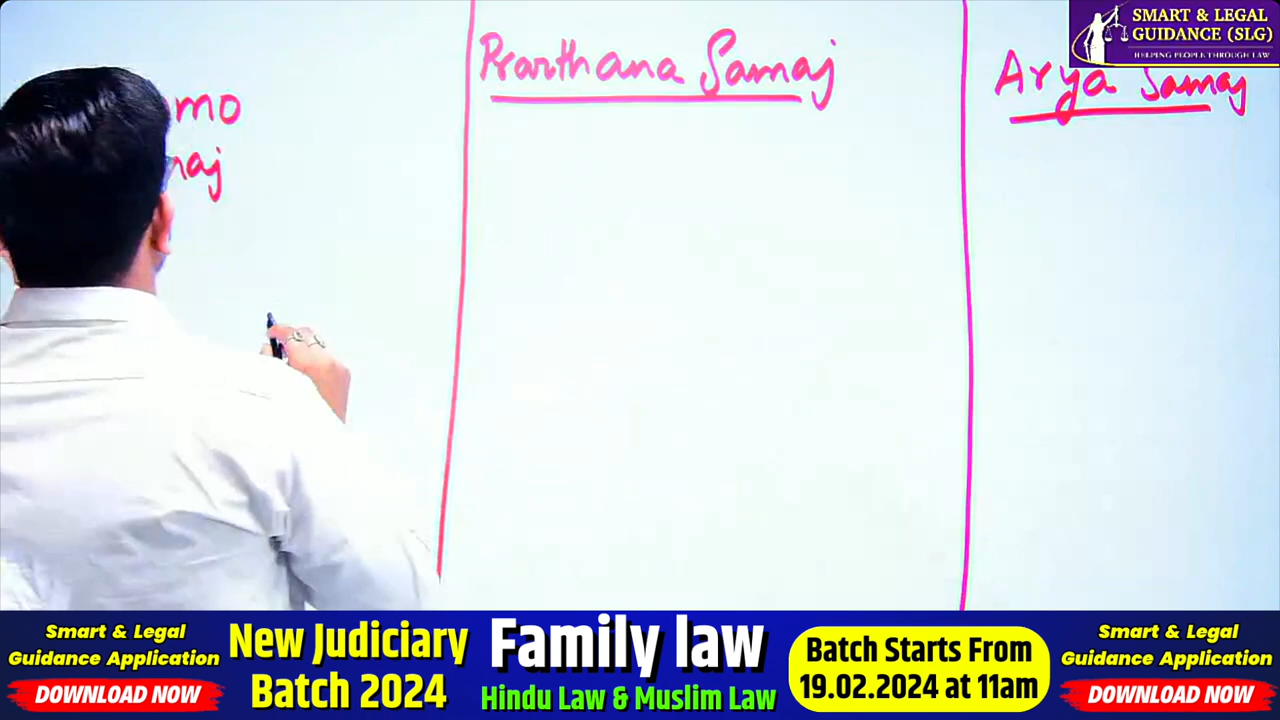 SMART & LEGAL
GUIDANCE (SLG)
HELPING PEOPLE THROUGH LAW
Prarthana Samaj
Arya Samaj
mo
aj
Smart & Legal
Guidance Application
DOWNLOAD NOW
New Judiciary
Batch 2024
Family law
Hindu Law & Muslim Law
Batch Starts From
19.02.2024 at 11am
Smart & Legal
Guidance Application
DOWNLOAD NOW